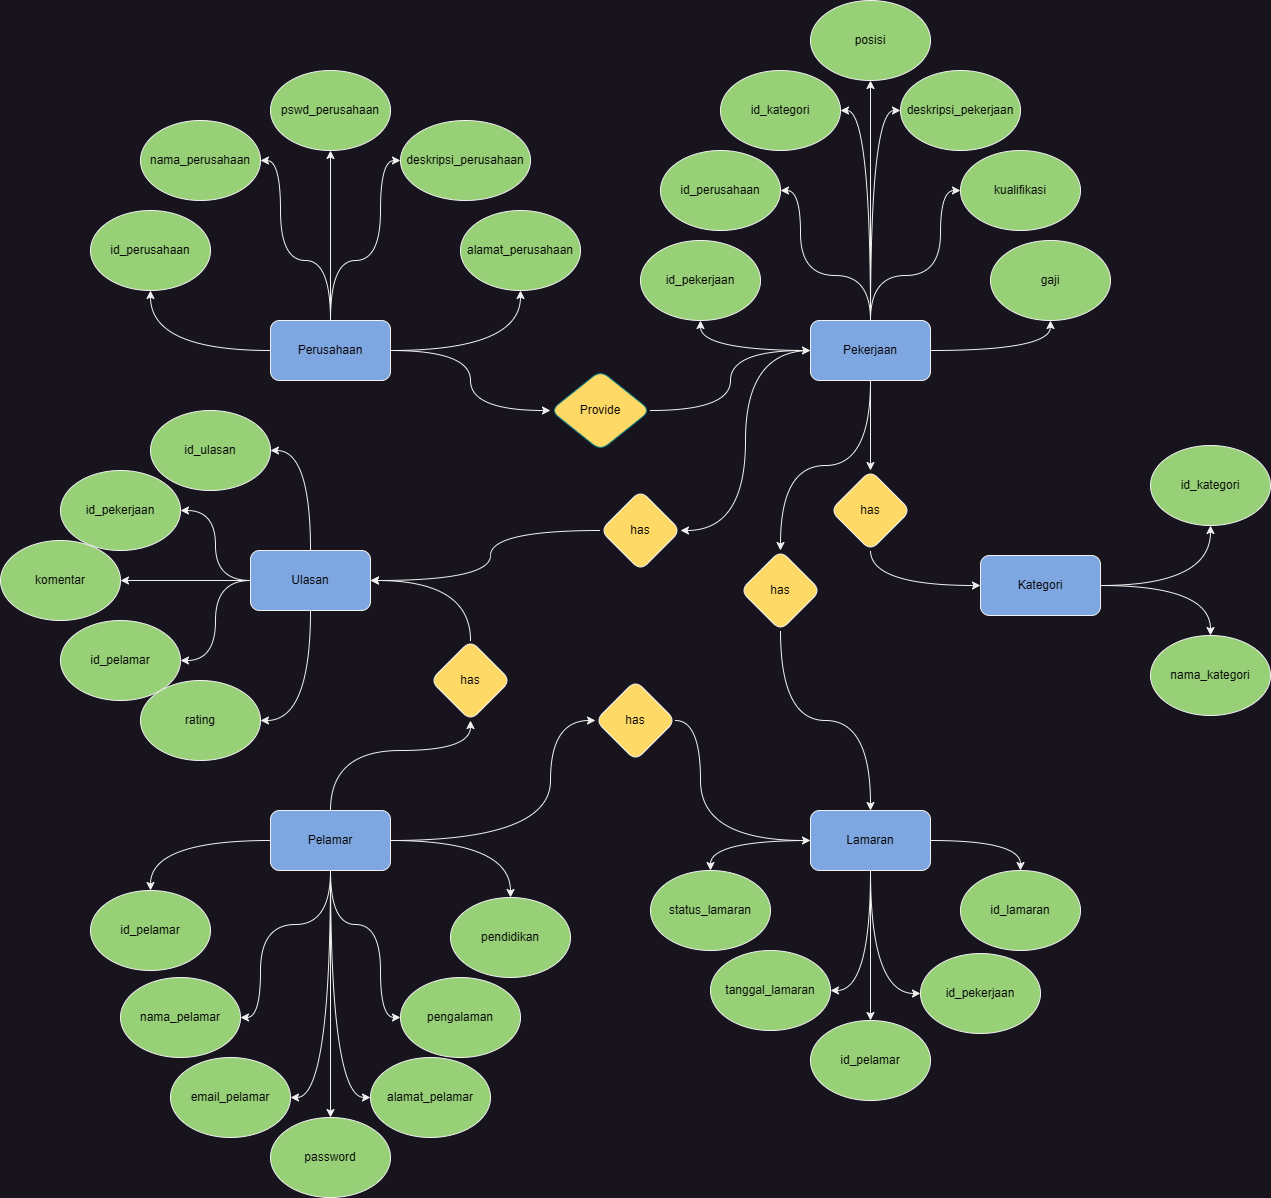 posisi
pswd_perusahaan
id_kategori
deskripsi_pekerjaan
nama_perusahaan
deskripsi_perusahaan
id_perusahaan
kualifikasi
id_perusahaan
alamat_perusahaan
id_pekerjaan
gaji
Perusahaan
Pekerjaan
Provide
id_ulasan
id_kategori
id_pekerjaan
has
has
komentar
Ulasan
has
Kategori
id_pelamar
has
nama_kategori
rating
has
Pelamar
Lamaran
status_lamaran
id_lamaran
id_pelamar
pendidikan
tanggal_lamaran
id_pekerjaan
nama_pelamar
pengalaman
id_pelamar
email_pelamar
alamat_pelamar
password